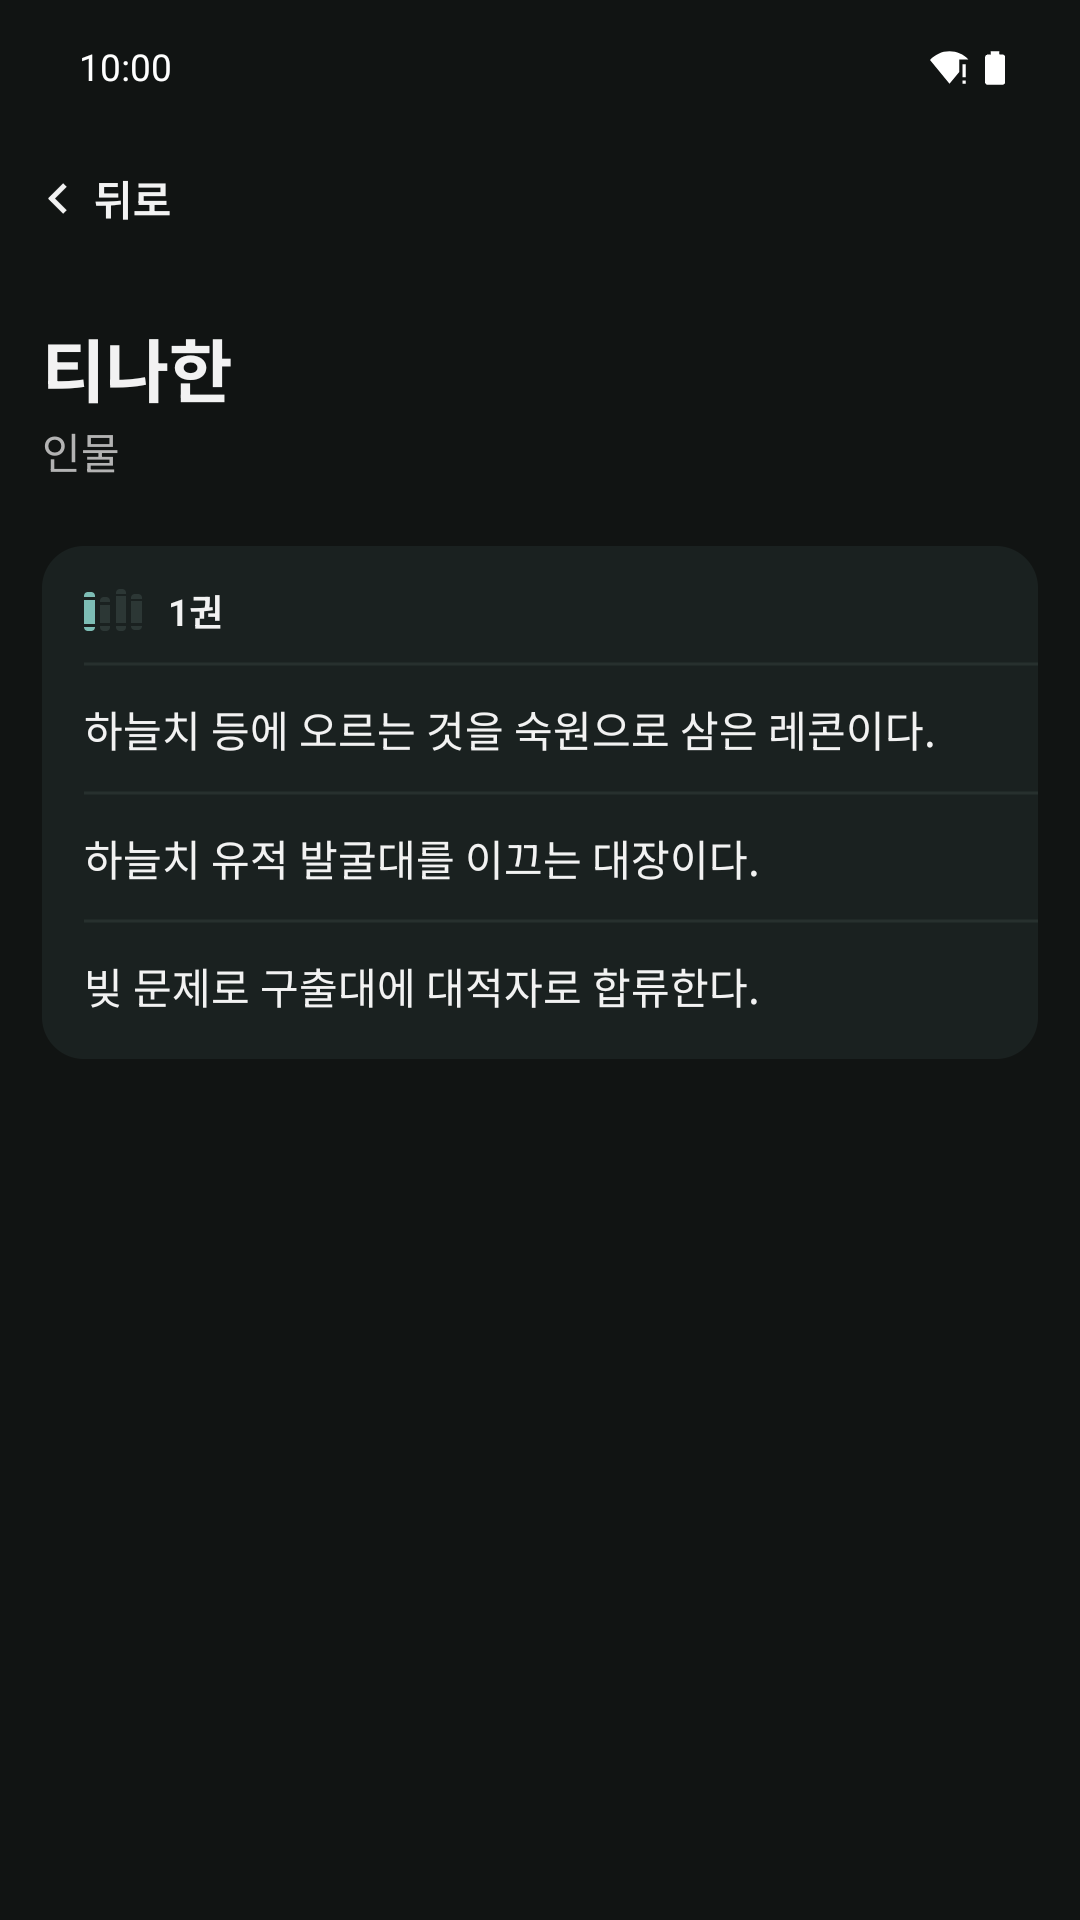 10:00
뒤로
티나한
인물
1권
하늘치 등에 오르는 것을 숙원으로 삼은 레콘이다.
하늘치 유적 발굴대를 이끄는 대장이다.
빚 문제로 구출대에 대적자로 합류한다.